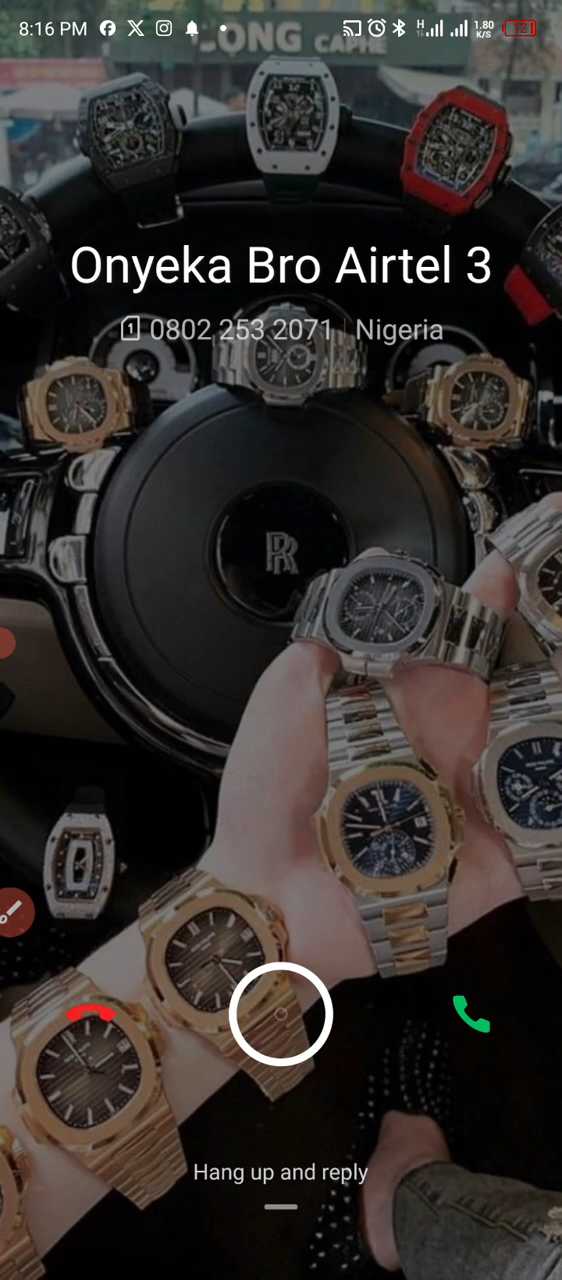 8:16 PM H 1.80 K/S 12
LONG CAPHE
Onyeka Bro Airtel 3
1 0802 253 2071 | Nigeria
RR
Hang up and reply